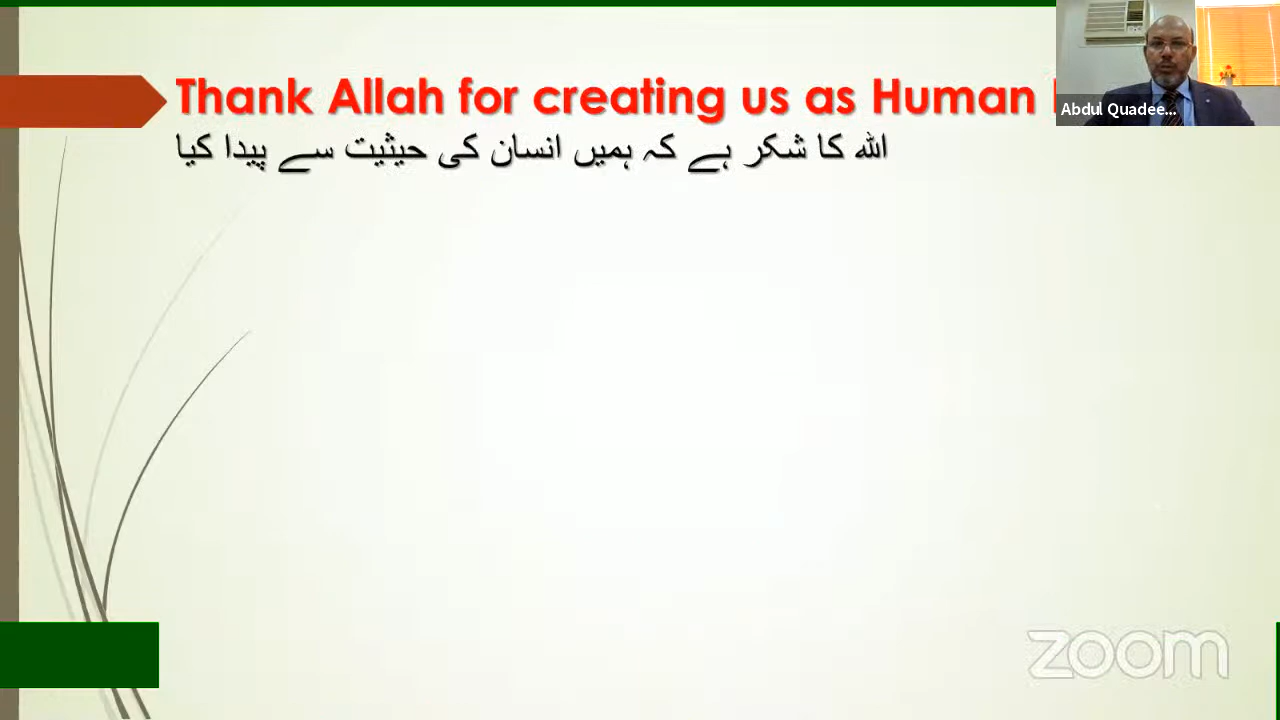 Thank Allah for creating us as Human
الله کا شکر ہے کہ ہمیں انسان کی حیثیت سے پیدا کیا
Abdul Quadee...
zoom